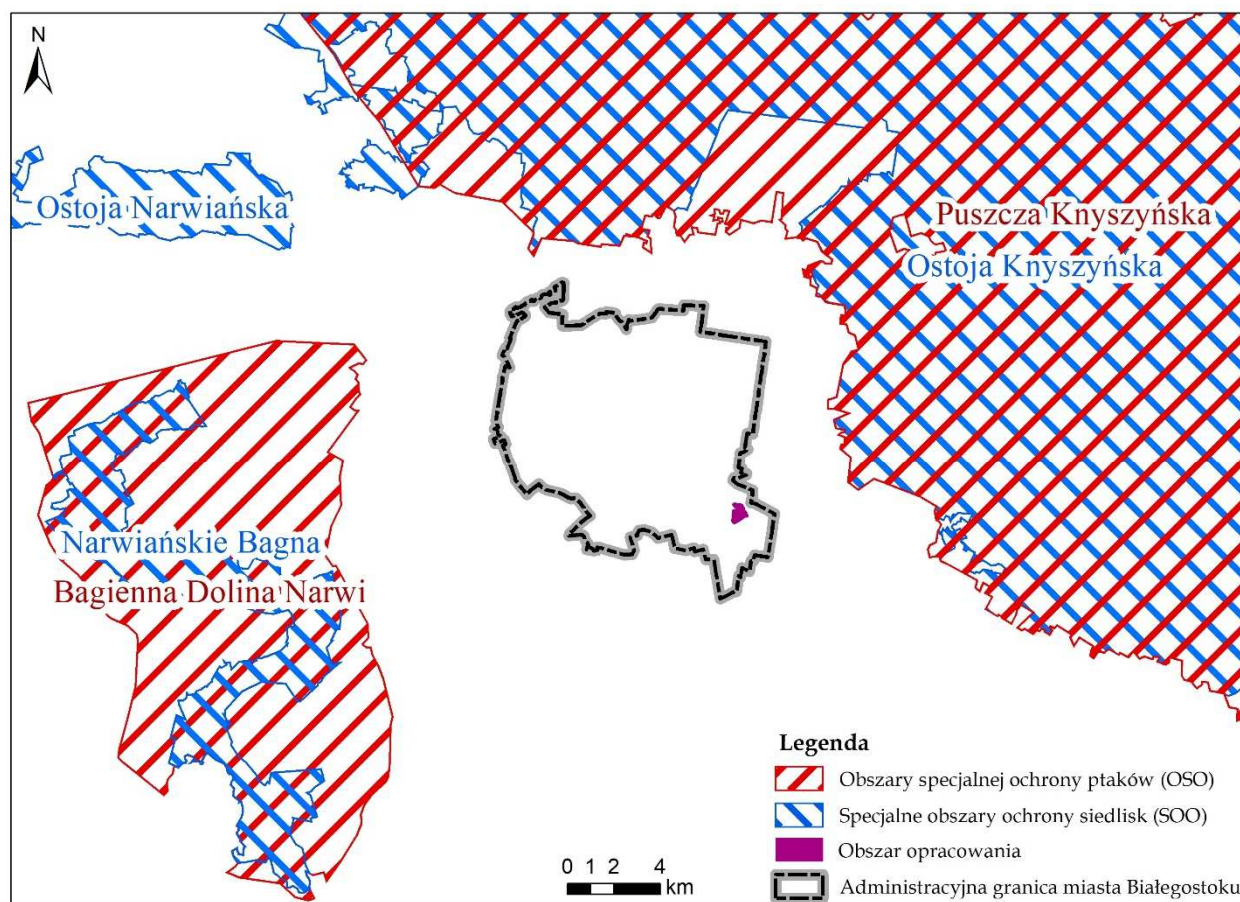 N
Ostoja Narwiańska
Puszcza Knyszyńska
Ostoja Knyszyńska
Narwiańskie Bagna
Bagienna Dolina Narwi
Legenda
Obszary specjalnej ochrony ptaków (OSO)
Specjalne obszary ochrony siedlisk (SOO)
Obszar opracowania
Administracyjna granica miasta Białegostoku
0 1 2 4
km